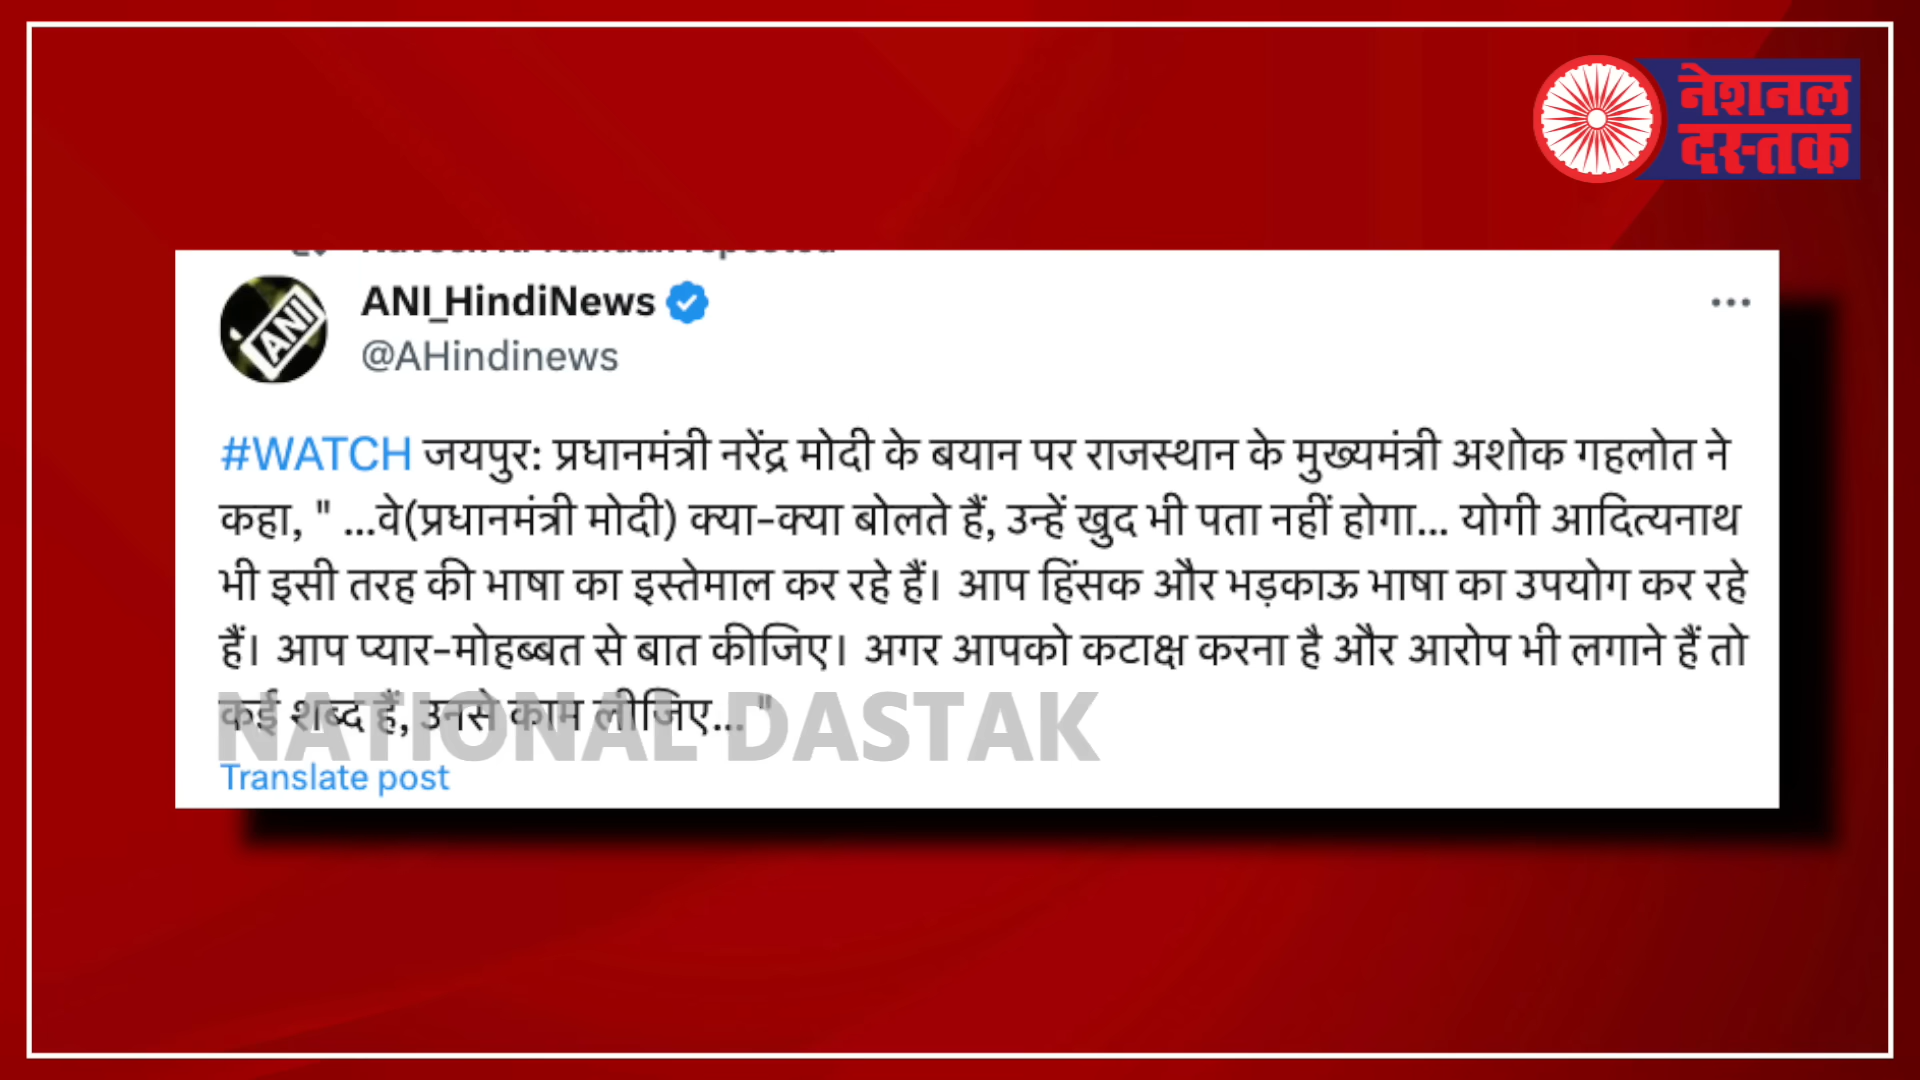 नेशनल
दस्तक
ANI_HindiNews
@AHindinews
#WATCH जयपुर: प्रधानमंत्री नरेंद्र मोदी के बयान पर राजस्थान के मुख्यमंत्री अशोक गहलोत ने
कहा, " ...वे(प्रधानमंत्री मोदी) क्या-क्या बोलते हैं, उन्हें खुद भी पता नहीं होगा... योगी आदित्यनाथ
भी इसी तरह की भाषा का इस्तेमाल कर रहे हैं। आप हिंसक और भड़काऊ भाषा का उपयोग कर रहे
हैं। आप प्यार-मोहब्बत से बात कीजिए। अगर आपको कटाक्ष करना है और आरोप भी लगाने हैं तो
कई शब्द हैं, उनसे काम लीजिए... "
NATIONAL DASTAK
Translate post
ANI